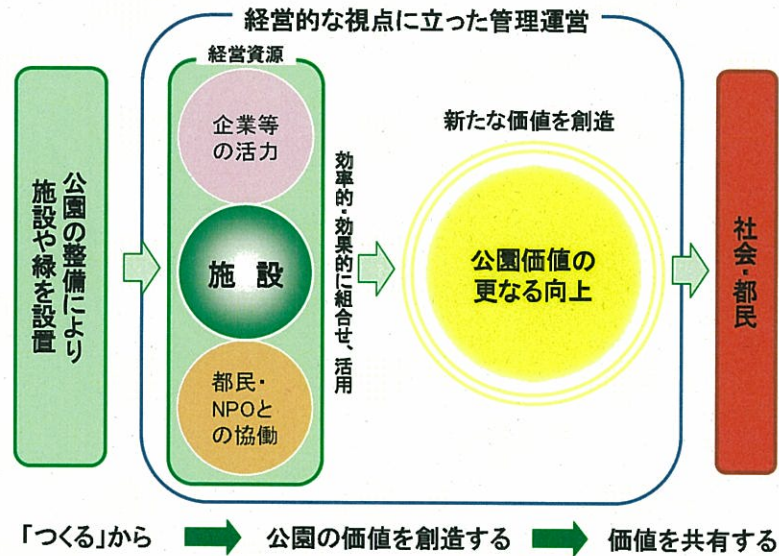 経営的な視点に立った管理運営
公園の整備により
施設や緑を設置
経営資源
企業等
の活力
施 設
都民・
NPOと
の協働
効率的・効果的に組合せ、活用
新たな価値を創造
公園価値の
更なる向上
社会・都民
「つくる」から
公園の価値を創造する
価値を共有する